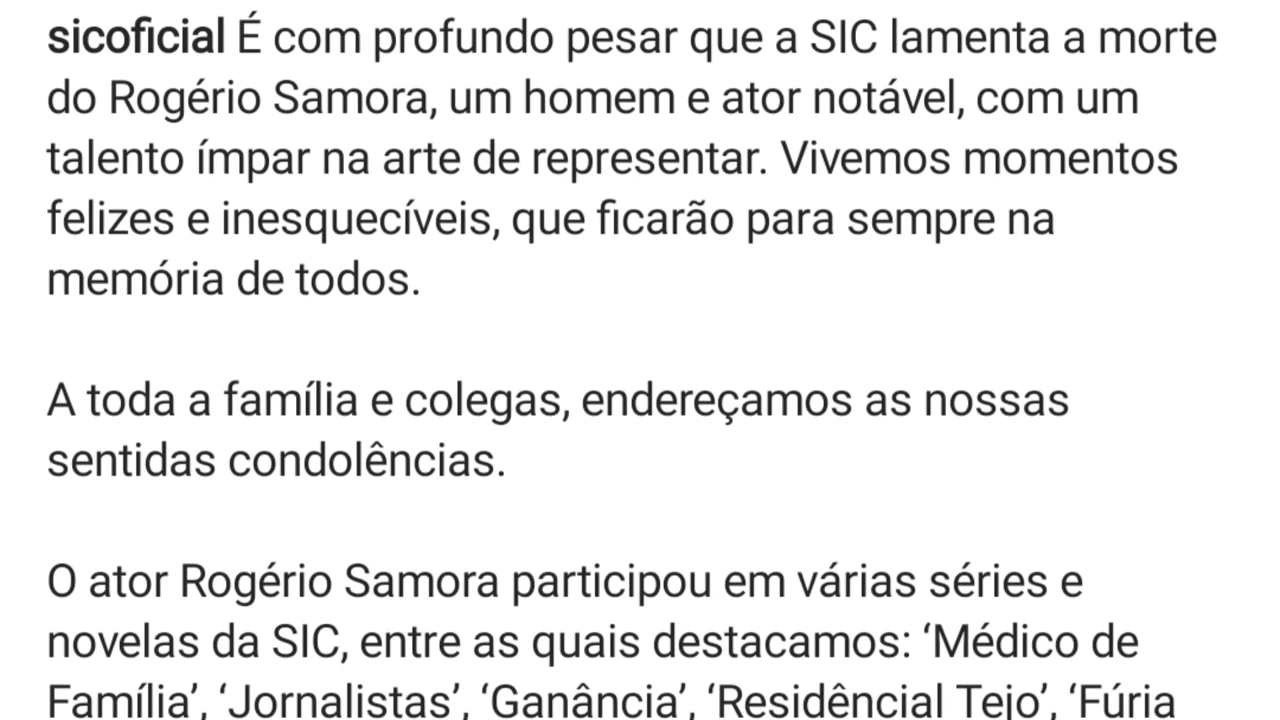 sicoficial É com profundo pesar que a SIC lamenta a morte
do Rogério Samora, um homem e ator notável, com um
talento ímpar na arte de representar. Vivemos momentos
felizes e inesquecíveis, que ficarão para sempre na
memória de todos.
A toda a família e colegas, endereçamos as nossas
sentidas condolências.
O ator Rogério Samora participou em várias séries e
novelas da SIC, entre as quais destacamos: ‘Médico de
Família’, ‘Jornalistas’, ‘Ganância’, ‘Residêncial Tejo’, ‘Fúria